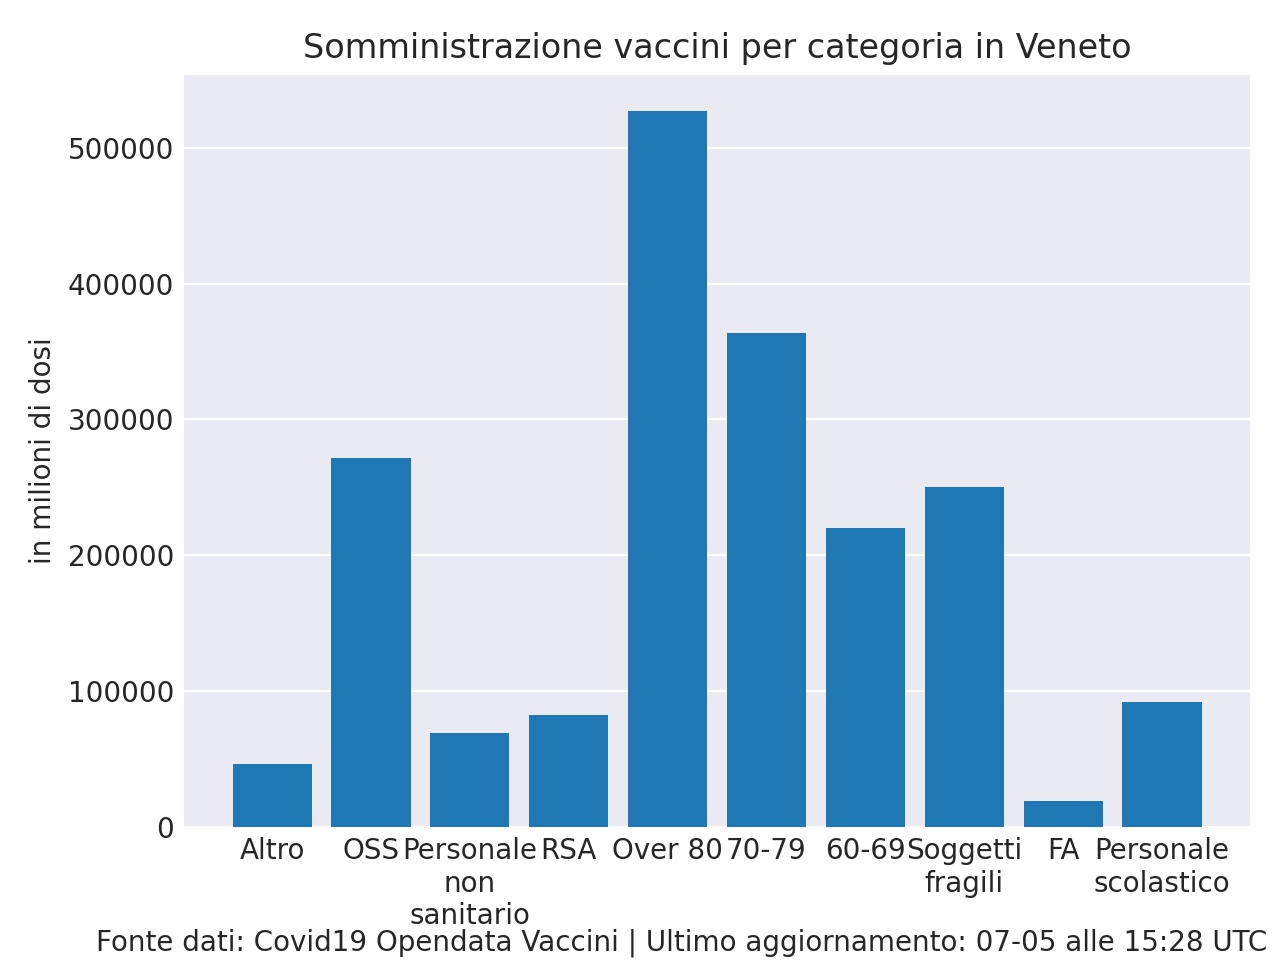 Somministrazione vaccini per categoria in Veneto
in milioni di dosi
500000
400000
300000
200000
100000
0
Altro
OSS
Personale
non
sanitario
RSA
Over 80
70-79
60-69
Soggetti
fragili
FA
Personale
scolastico
Fonte dati: Covid19 Opendata Vaccini | Ultimo aggiornamento: 07-05 alle 15:28 UTC